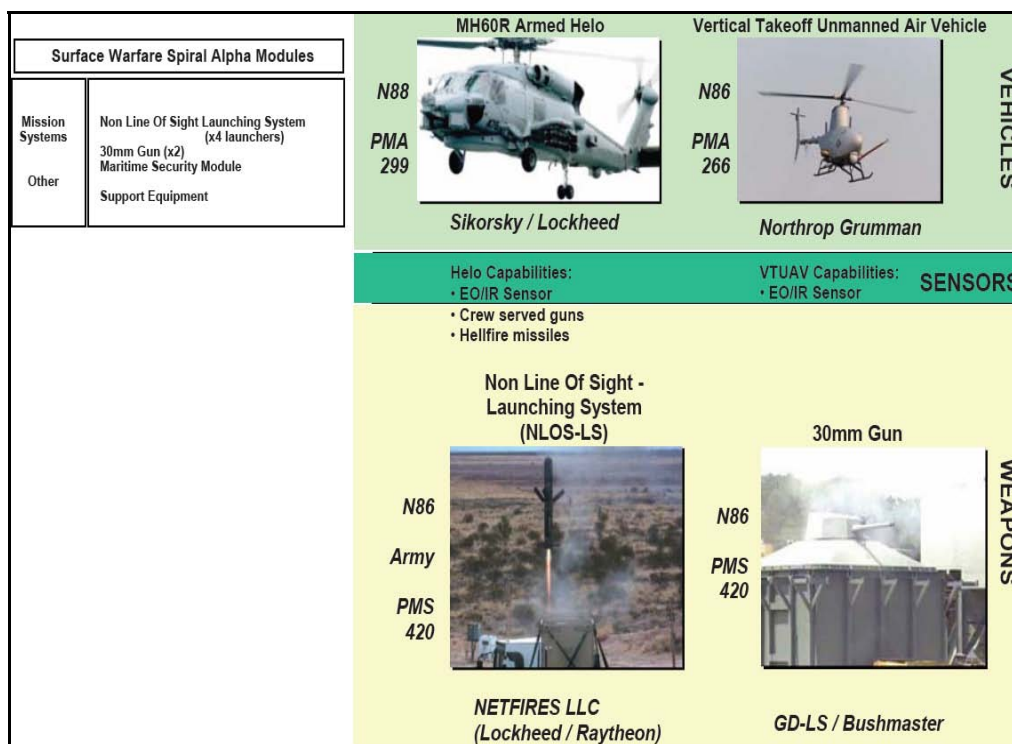 Surface Warfare Spiral Alpha Modules
Mission
Systems
Other
Non Line Of Sight Launching System
(x4 launchers)
30mm Gun (x2)
Maritime Security Module
Support Equipment
MH60R Armed Helo
N88
PMA
299
Sikorsky / Lockheed
Vertical Takeoff Unmanned Air Vehicle
N86
PMA
266
Northrop Grumman
VEHICLES
Helo Capabilities:
• EO/IR Sensor
• Crew served guns
• Hellfire missiles
VTUAV Capabilities:
• EO/IR Sensor
SENSORS
Non Line Of Sight -
Launching System
(NLOS-LS)
N86
Army
PMS
420
NETFIRES LLC
(Lockheed / Raytheon)
30mm Gun
N86
PMS
420
GD-LS / Bushmaster
WEAPONS